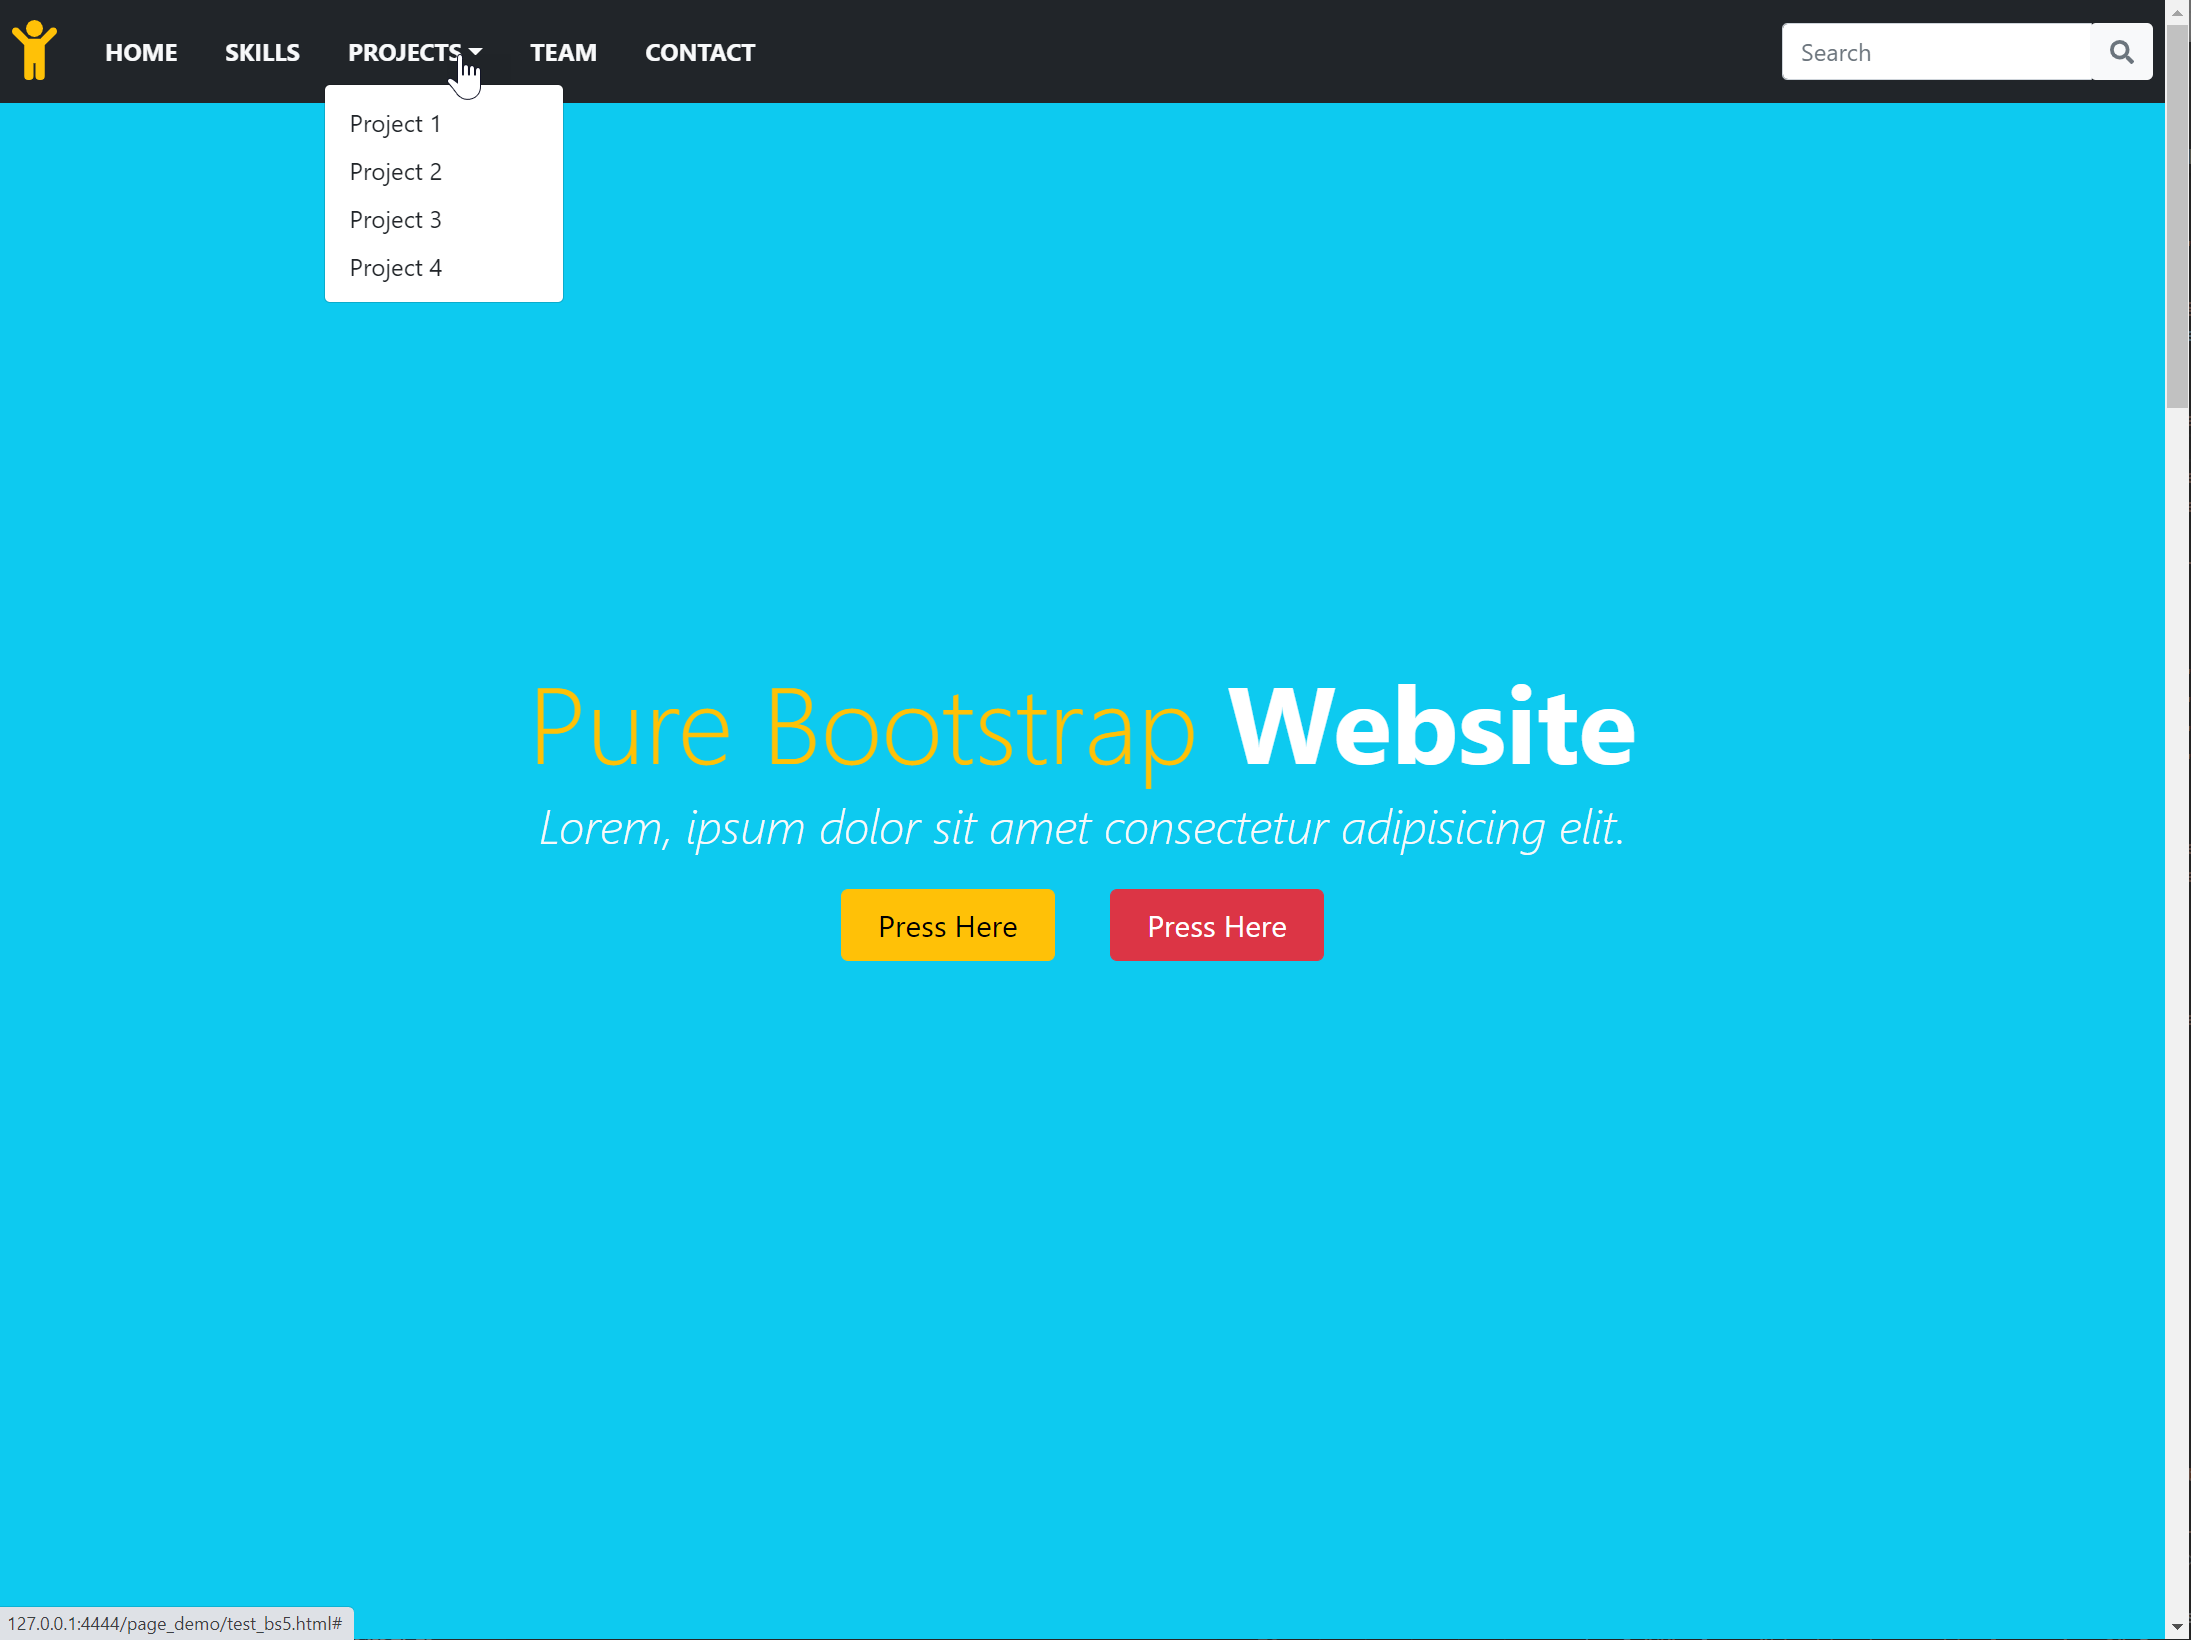 HOME SKILLS PROJECTS TEAM CONTACT Search
Project 1
Project 2
Project 3
Project 4
Pure Bootstrap Website
Lorem, ipsum dolor sit amet consectetur adipisicing elit.
Press Here Press Here
127.0.0.1:4444/page_demo/test_bs5.html#